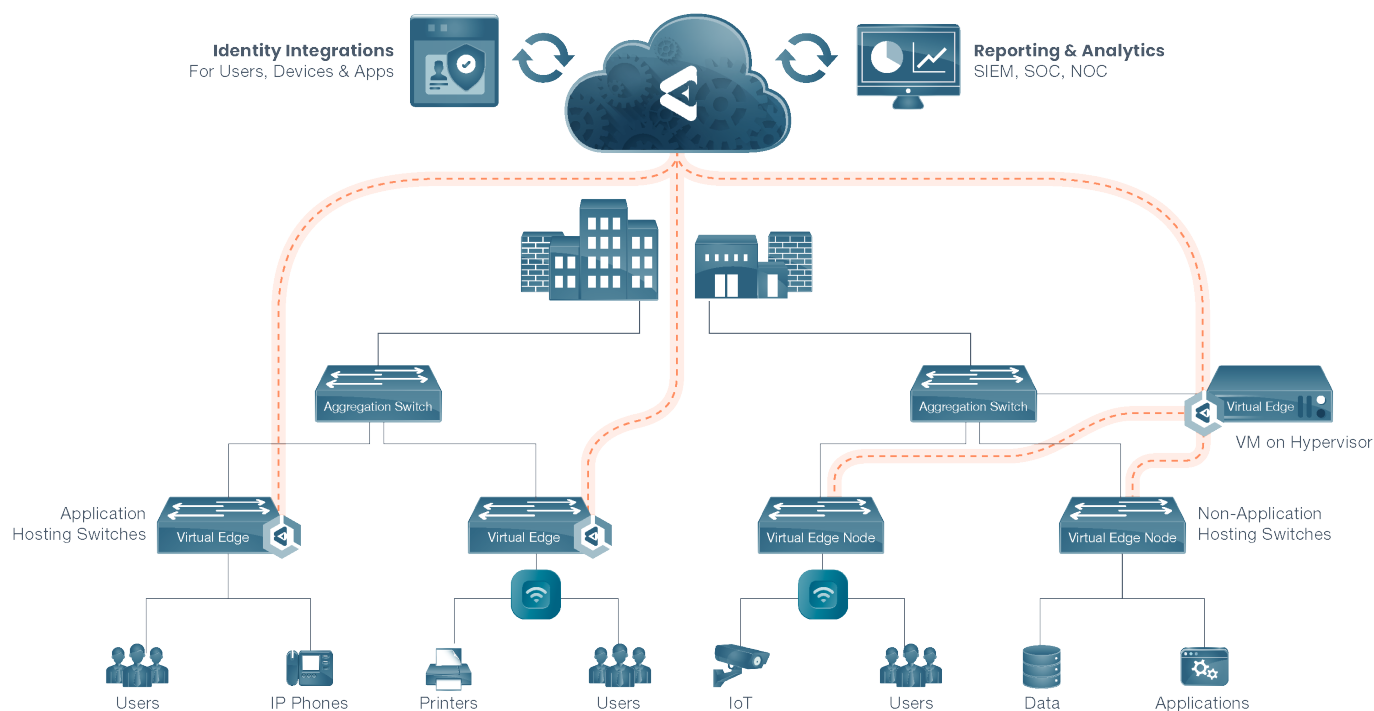 Identity Integrations
For Users, Devices & Apps
Reporting & Analytics
SIEM, SOC, NOC
Aggregation Switch
Aggregation Switch
Virtual Edge
VM on Hypervisor
Application
Hosting Switches
Virtual Edge
Virtual Edge
Virtual Edge Node
Virtual Edge Node
Non-Application
Hosting Switches
Users
IP Phones
Printers
Users
IoT
Users
Data
Applications